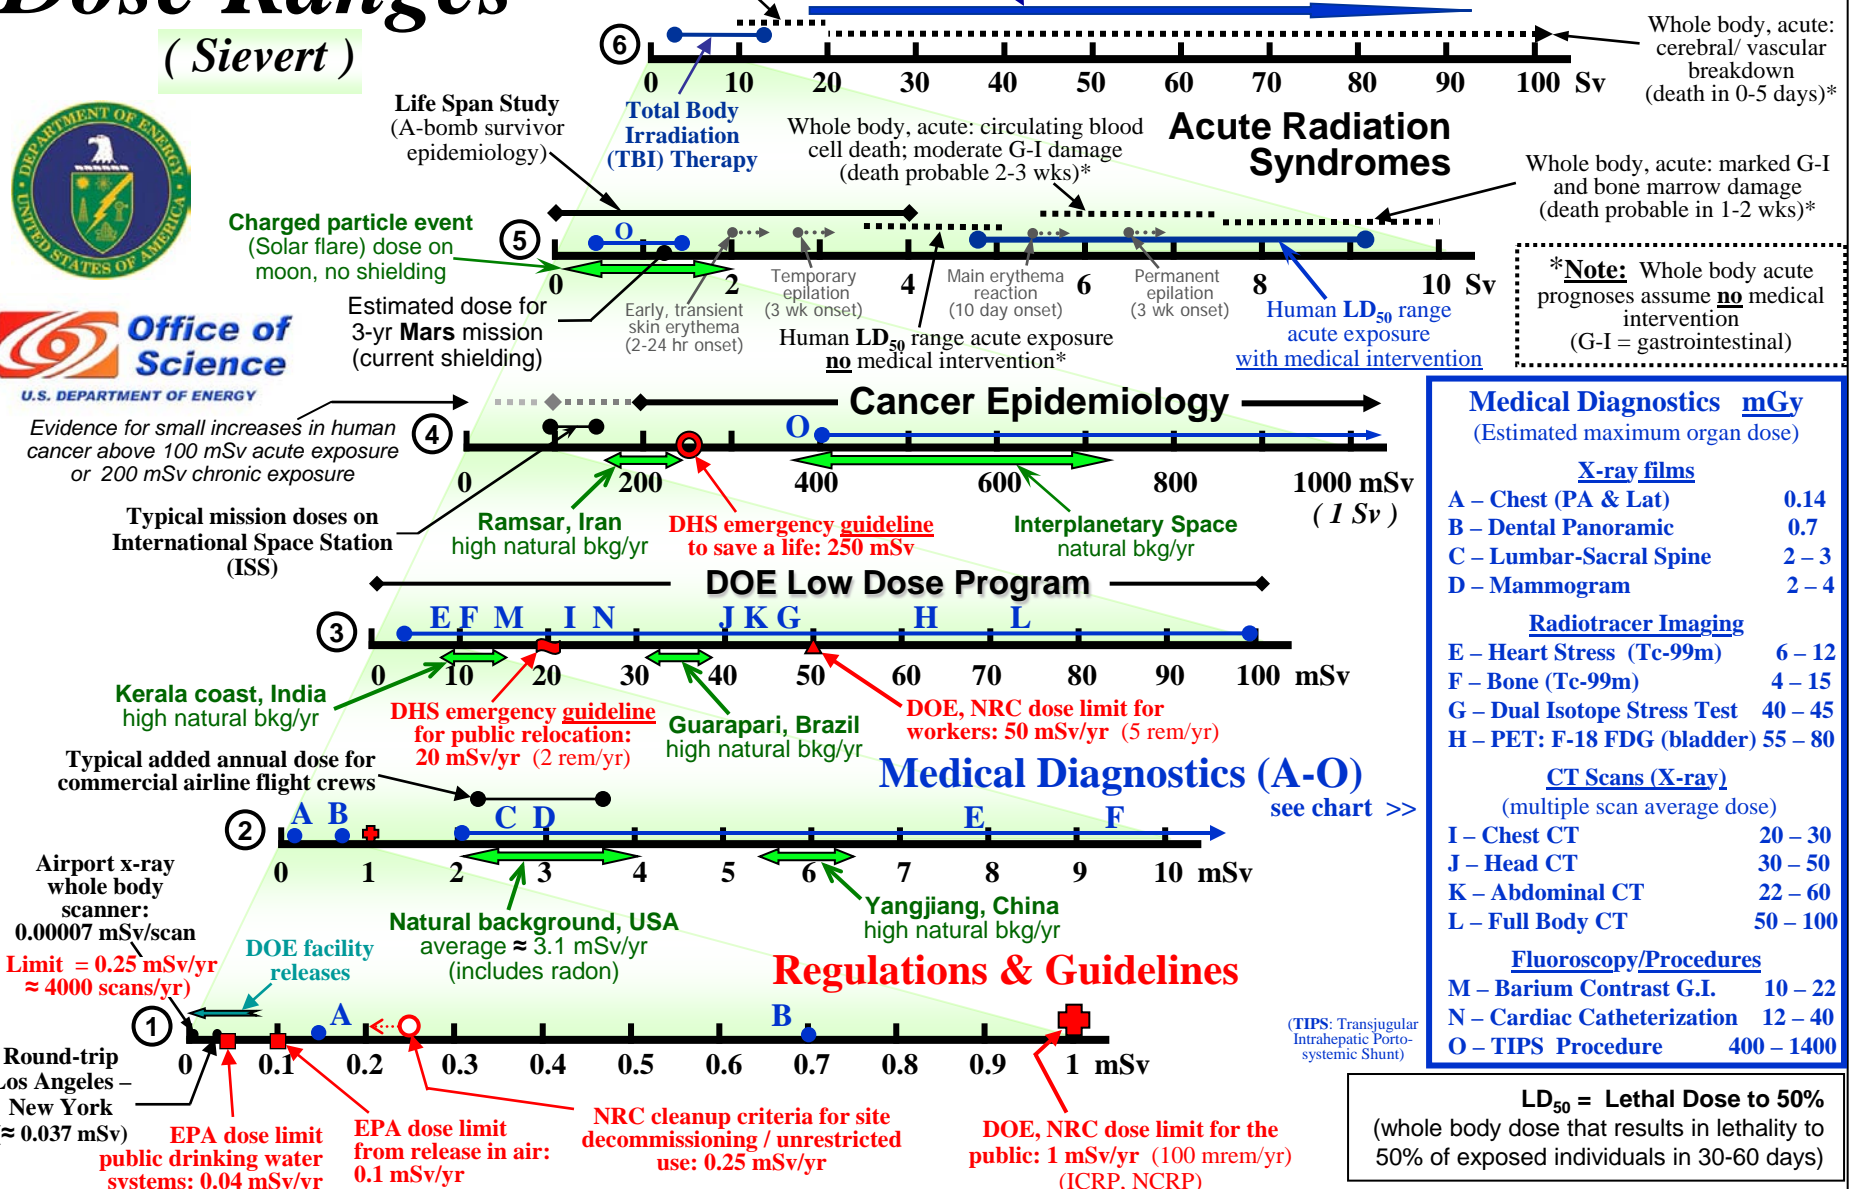 Dose Ranges
( Sievert )
DEPARTMENT OF ENERGY
UNITED STATES OF AMERICA
Office of
Science
U.S. DEPARTMENT OF ENERGY
6
0 10 20 30 40 50 60 70 80 90 100 Sv
Whole body, acute:
cerebral/ vascular
breakdown
(death in 0-5 days)*
Total Body
Irradiation
(TBI) Therapy
Life Span Study
(A-bomb survivor
epidemiology)
Whole body, acute: circulating blood
cell death; moderate G-I damage
(death probable 2-3 wks)*
Acute Radiation
Syndromes
Whole body, acute: marked G-I
and bone marrow damage
(death probable in 1-2 wks)*
Charged particle event
(Solar flare) dose on
moon, no shielding
5
O
0 2 4 6 8 10 Sv
Estimated dose for
3-yr Mars mission
(current shielding)
Early, transient
skin erythema
(2-24 hr onset)
Temporary
epilation
(3 wk onset)
Main erythema
reaction
(10 day onset)
Permanent
epilation
(3 wk onset)
Human LD50 range acute exposure
no medical intervention*
Human LD50 range
acute exposure
with medical intervention
*Note: Whole body acute
prognoses assume no medical
intervention
(G-I = gastrointestinal)
Evidence for small increases in human
cancer above 100 mSv acute exposure
or 200 mSv chronic exposure
Cancer Epidemiology
4
O
0 200 400 600 800 1000 mSv
( 1 Sv )
Typical mission doses on
International Space Station
(ISS)
Ramsar, Iran
high natural bkg/yr
DHS emergency guideline
to save a life: 250 mSv
Interplanetary Space
natural bkg/yr
DOE Low Dose Program
3
E F M I N J K G H L
0 10 20 30 40 50 60 70 80 90 100 mSv
Kerala coast, India
high natural bkg/yr
DHS emergency guideline
for public relocation:
20 mSv/yr (2 rem/yr)
Guarapari, Brazil
high natural bkg/yr
DOE, NRC dose limit for
workers: 50 mSv/yr (5 rem/yr)
Typical added annual dose for
commercial airline flight crews
Medical Diagnostics (A-O)
see chart >>
2
A B C D E F
0 1 2 3 4 5 6 7 8 9 10 mSv
Airport x-ray
whole body
scanner:
0.00007 mSv/scan
Limit = 0.25 mSv/yr
≈ 4000 scans/yr)
DOE facility
releases
Natural background, USA
average ≈ 3.1 mSv/yr
(includes radon)
Yangjiang, China
high natural bkg/yr
Regulations & Guidelines
1
A B
0 0.1 0.2 0.3 0.4 0.5 0.6 0.7 0.8 0.9 1 mSv
Round-trip
Los Angeles –
New York
(≈ 0.037 mSv)
EPA dose limit
public drinking water
systems: 0.04 mSv/yr
EPA dose limit
from release in air:
0.1 mSv/yr
NRC cleanup criteria for site
decommissioning / unrestricted
use: 0.25 mSv/yr
DOE, NRC dose limit for the
public: 1 mSv/yr (100 mrem/yr)
(ICRP, NCRP)
Medical Diagnostics mGy
(Estimated maximum organ dose)
X-ray films
A – Chest (PA & Lat) 0.14
B – Dental Panoramic 0.7
C – Lumbar-Sacral Spine 2 – 3
D – Mammogram 2 – 4
Radiotracer Imaging
E – Heart Stress (Tc-99m) 6 – 12
F – Bone (Tc-99m) 4 – 15
G – Dual Isotope Stress Test 40 – 45
H – PET: F-18 FDG (bladder) 55 – 80
CT Scans (X-ray)
(multiple scan average dose)
I – Chest CT 20 – 30
J – Head CT 30 – 50
K – Abdominal CT 22 – 60
L – Full Body CT 50 – 100
Fluoroscopy/Procedures
M – Barium Contrast G.I. 10 – 22
N – Cardiac Catheterization 12 – 40
O – TIPS Procedure 400 – 1400
(TIPS: Transjugular
Intrahepatic Porto-
systemic Shunt)
LD50 = Lethal Dose to 50%
(whole body dose that results in lethality to
50% of exposed individuals in 30-60 days)